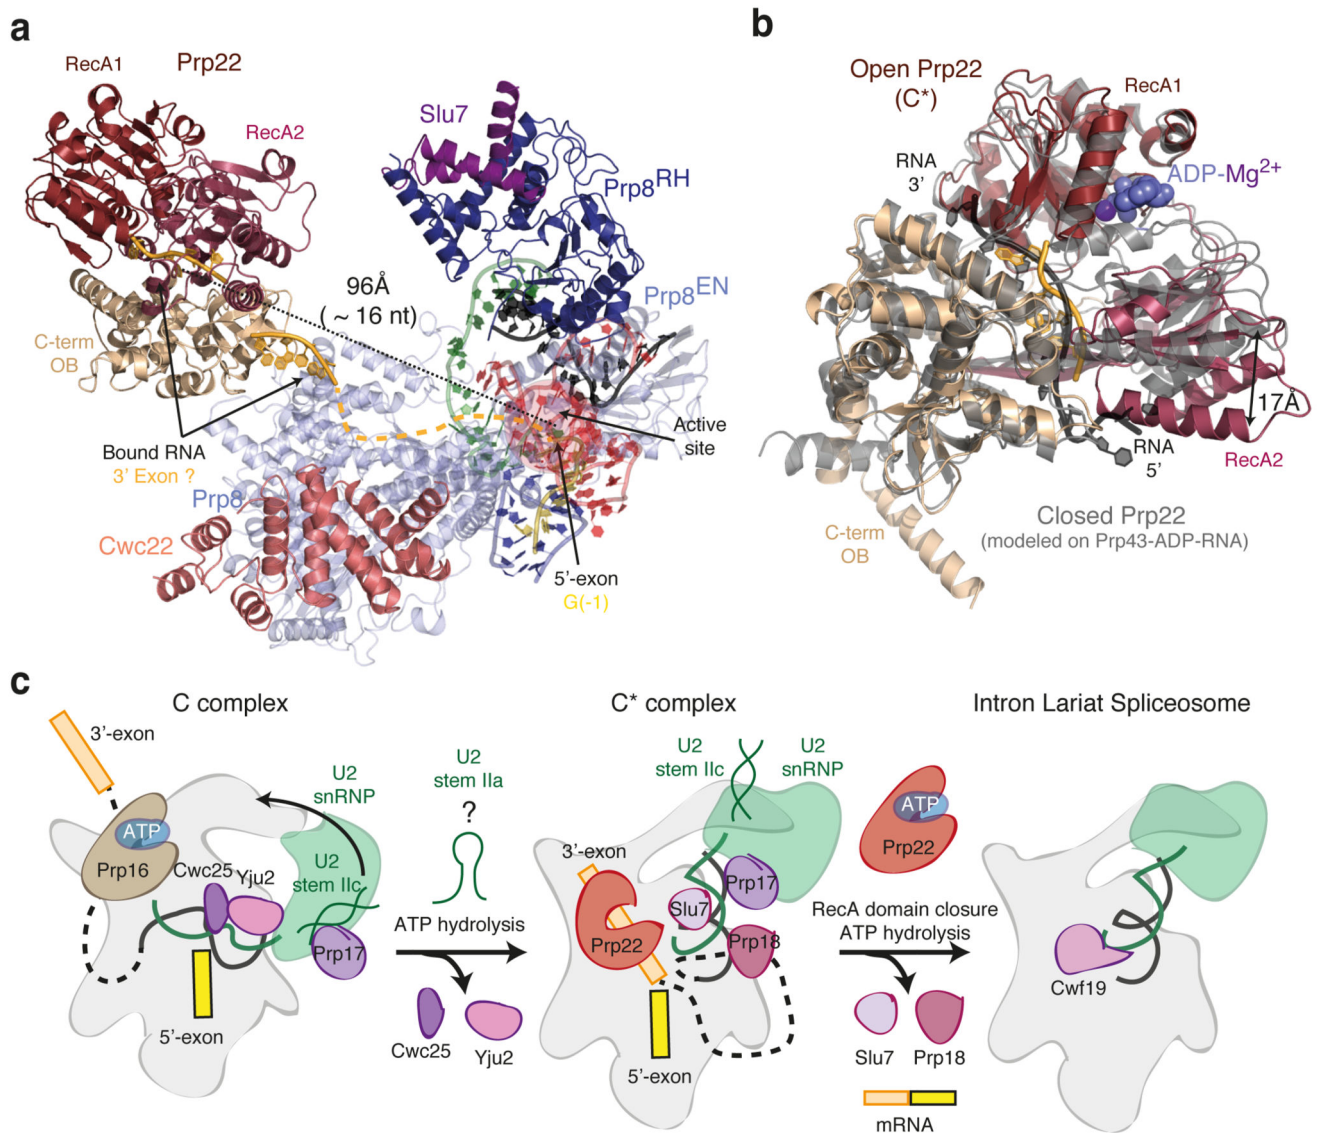 a
RecA1
Prp22
RecA2
Slu7
Prp8RH
96Å
( ~ 16 nt)
Prp8EN
C-term
OB
Bound RNA
3’ Exon ?
Active
site
Prp8
Cwc22
5’-exon
G(-1)
b
Open Prp22
(C*)
RecA1
RNA
3’
ADP-Mg2+
17Å
RNA
5’
RecA2
C-term
OB
Closed Prp22
(modeled on Prp43-ADP-RNA)
c
C complex
3’-exon
U2
snRNP
ATP
Prp16
Cwc25
Yju2
U2
stem IIc
Prp17
5’-exon
U2
stem IIa
?
ATP hydrolysis
Cwc25
Yju2
C* complex
U2
stem IIc
U2
snRNP
3’-exon
Prp17
Slu7
Prp22
Prp18
5’-exon
ATP
Prp22
RecA domain closure
ATP hydrolysis
Slu7
Prp18
mRNA
Intron Lariat Spliceosome
Cwf19